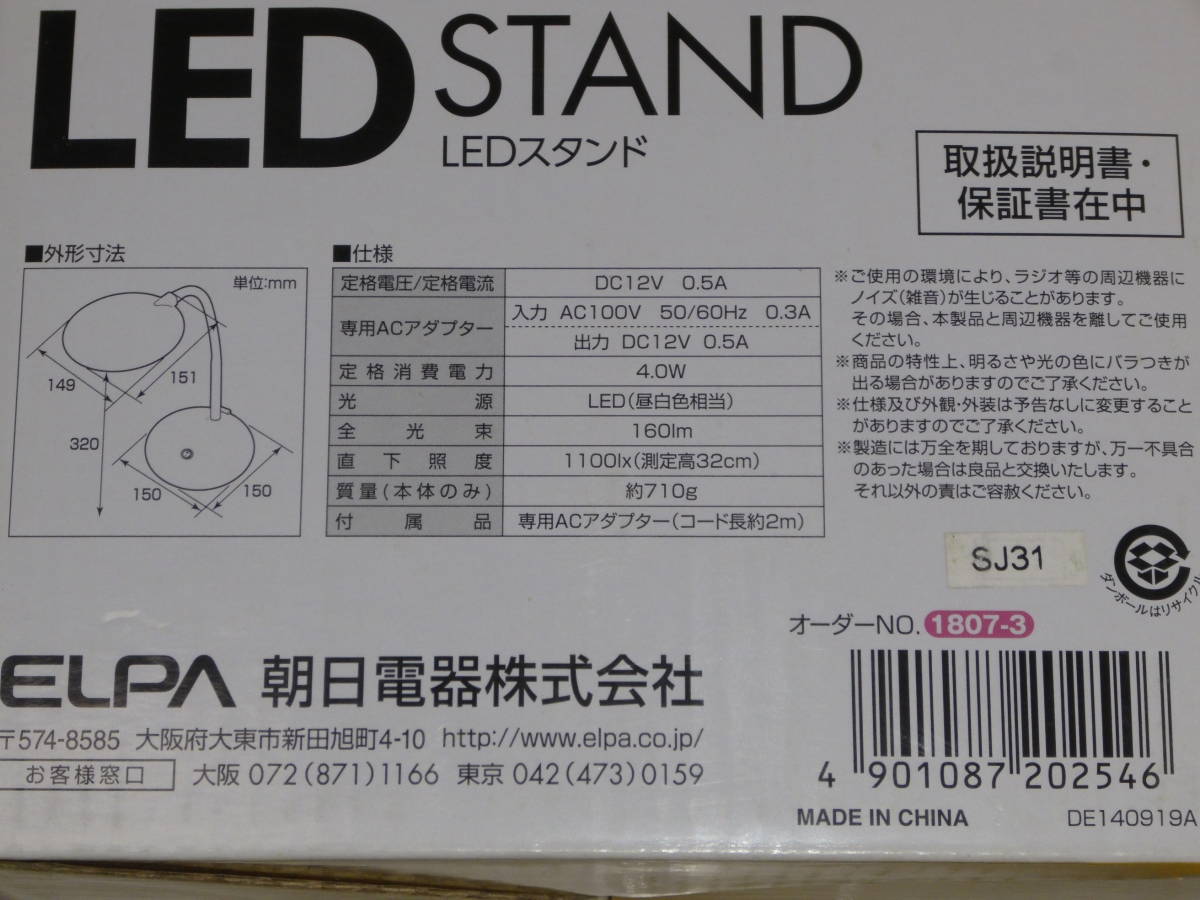 LED STAND
LEDスタンド
取扱説明書・
保証書在中
■外形寸法
単位:mm
149
151
320
150
150
■仕様
定格電圧/定格電流 DC12V 0.5A
専用ACアダプター 入力 AC100V 50/60Hz 0.3A
出力 DC12V 0.5A
定格消費電力 4.0W
光源 LED(昼白色相当)
全光束 160lm
直下照度 1100lx(測定高32cm)
質量(本体のみ) 約710g
付属品 専用ACアダプター(コード長約2m)
※ご使用の環境により、ラジオ等の周辺機器に
ノイズ(雑音)が生じることがあります。
その場合、本製品と周辺機器を離してご使用
ください。
※商品の特性上、明るさや光の色にバラつきが
出る場合がありますのでご了承ください。
※仕様及び外観・外装は予告なしに変更すること
がありますのでご了承ください。
※製造には万全を期しておりますが、万一不具合
のあった場合は良品と交換いたします。
それ以外の責はご容赦ください。
SJ31
ダンボールはリサイクル
オーダーNO. 1807-3
ELPA 朝日電器株式会社
〒574-8585 大阪府大東市新田旭町4-10 http://www.elpa.co.jp/
お客様窓口 大阪 072(871)1166 東京 042(473)0159
4 901087 202546
MADE IN CHINA DE140919A